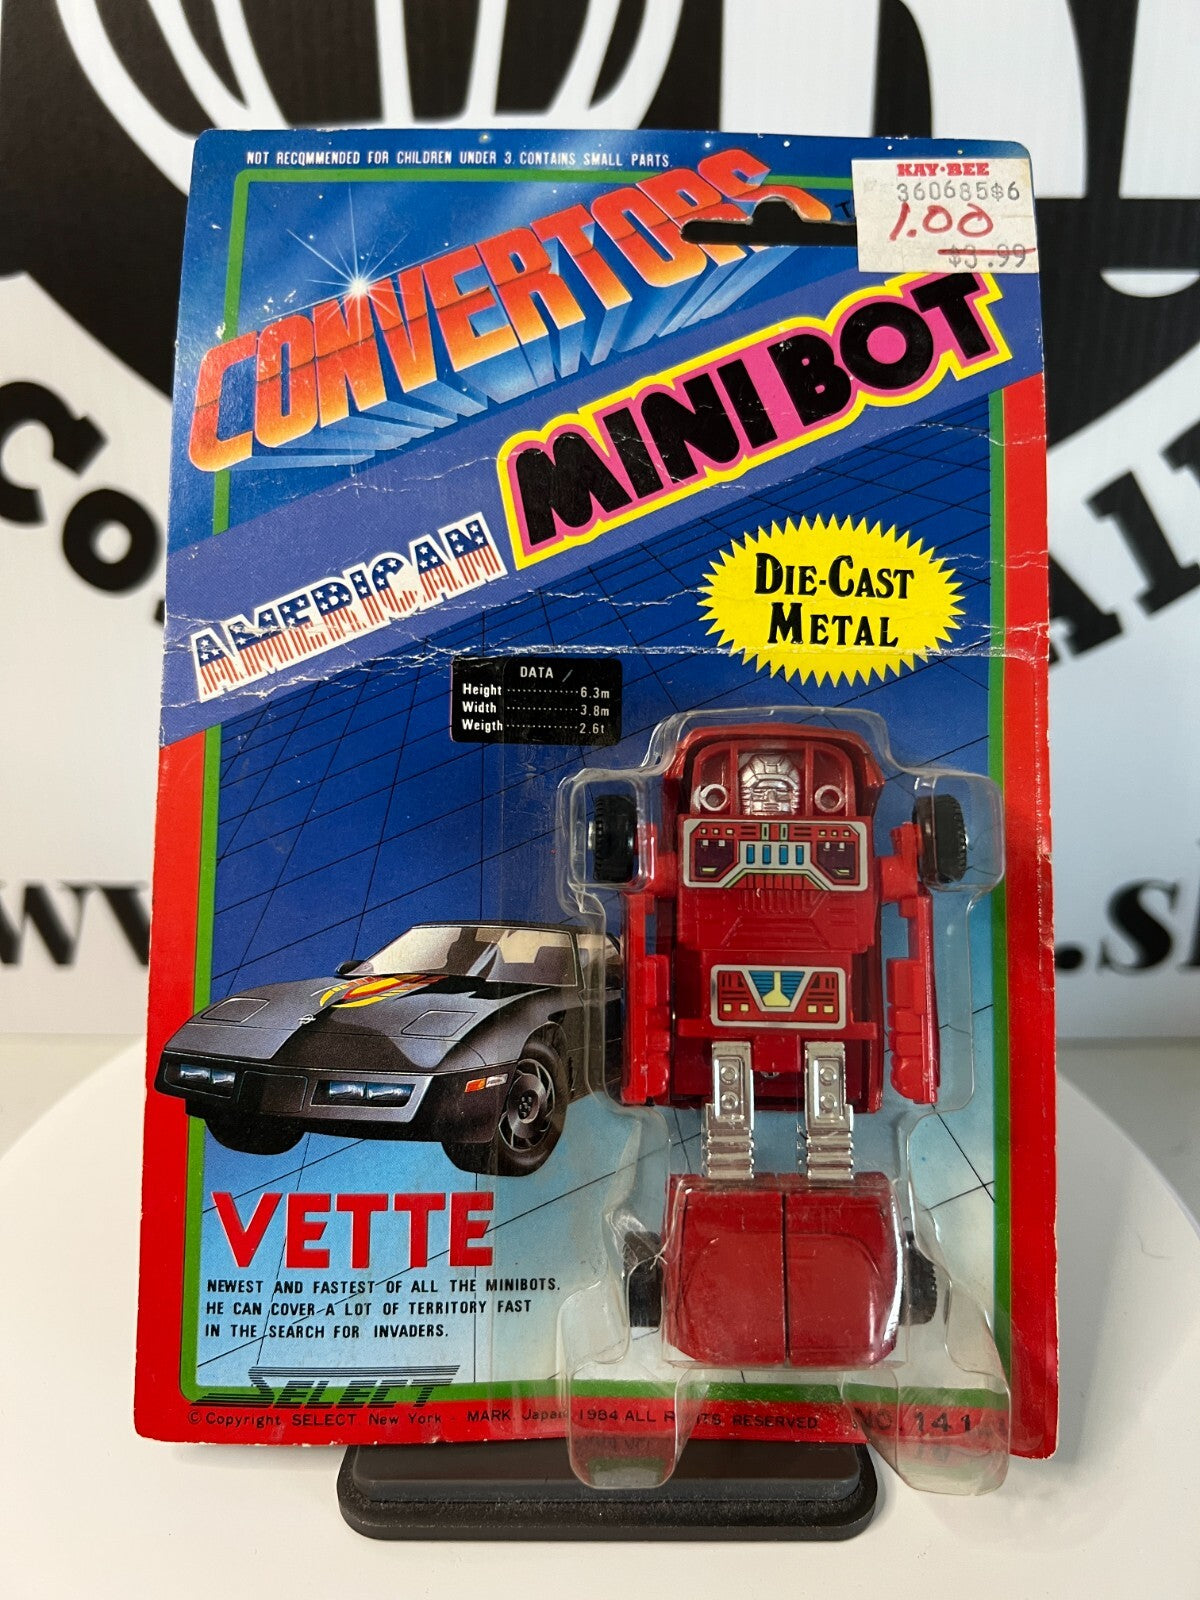 NOT RECOMMENDED FOR CHILDREN UNDER 3. CONTAINS SMALL PARTS.
KAY·BEE
360685$6
1.00
$3.99
CONVERTORS
AMERICAN MINIBOT
DIE-CAST
METAL
DATA /
Height ............6.3m
Width ............3.8m
Weigth ............2.6t
VETTE
NEWEST AND FASTEST OF ALL THE MINIBOTS.
HE CAN COVER A LOT OF TERRITORY FAST
IN THE SEARCH FOR INVADERS.
SELECT
© Copyright SELECT New York MARK. Japan 1984 ALL RIGHTS RESERVED NO. 141